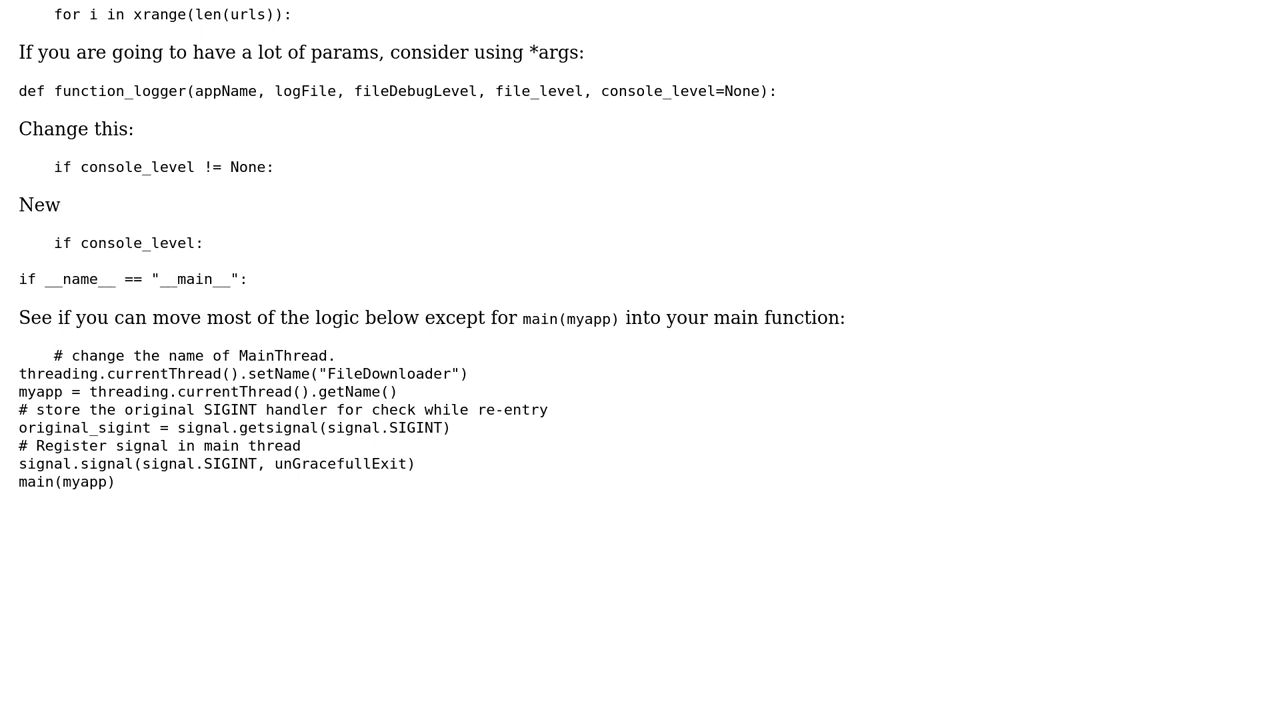 for i in xrange(len(urls)):
If you are going to have a lot of params, consider using *args:
def function_logger(appName, logFile, fileDebugLevel, file_level, console_level=None):
Change this:
if console_level != None:
New
if console_level:
if __name__ == "__main__":
See if you can move most of the logic below except for main(myapp) into your main function:
# change the name of MainThread.
threading.currentThread().setName("FileDownloader")
myapp = threading.currentThread().getName()
# store the original SIGINT handler for check while re-entry
original_sigint = signal.getsignal(signal.SIGINT)
# Register signal in main thread
signal.signal(signal.SIGINT, unGracefullExit)
main(myapp)